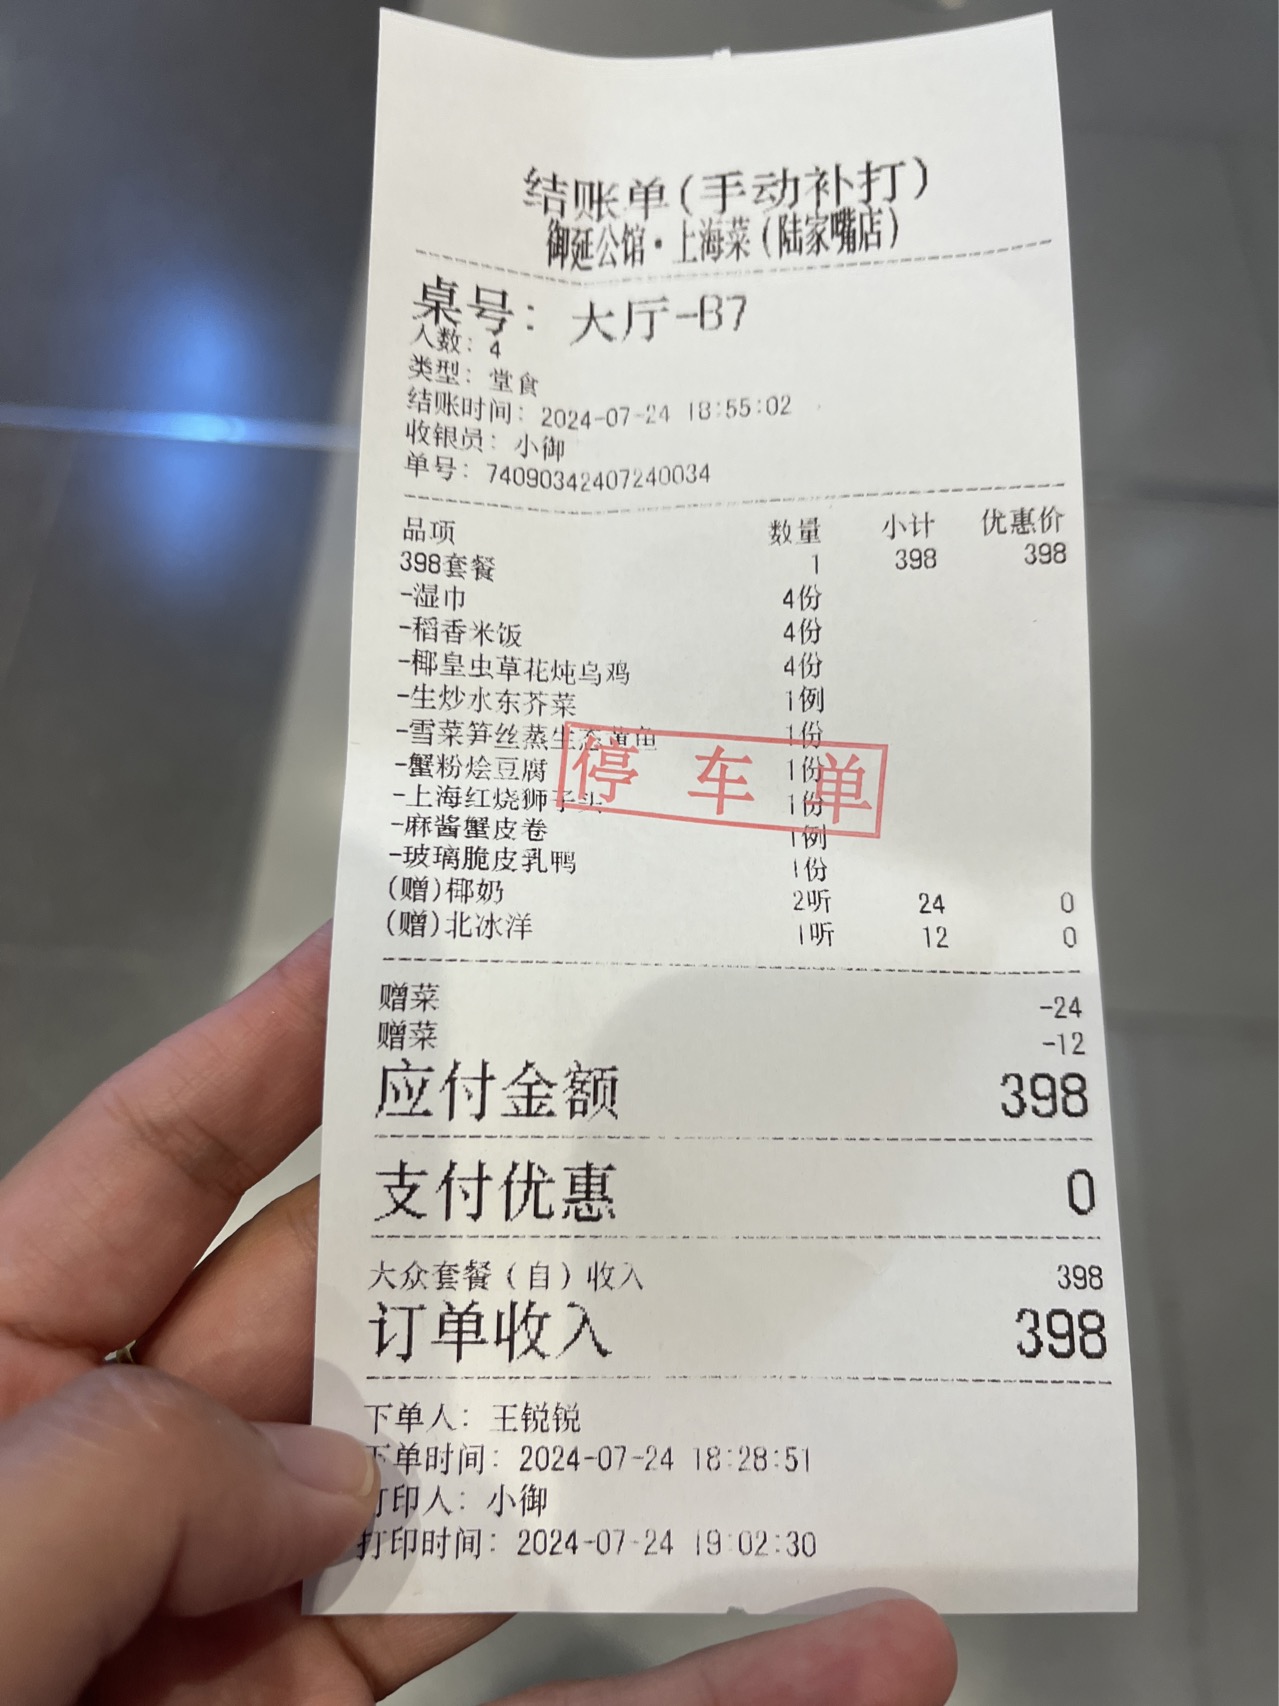 结账单(手动补打)
御延公馆·上海菜(陆家嘴店)
桌号: 大厅-B7
人数: 4
类型: 堂食
结账时间: 2024-07-24 18:55:02
收银员: 小御
单号: 74090342407240034
品项 数量 小计 优惠价
398套餐 1 398 398
-湿巾 4份
-稻香米饭 4份
-椰皇虫草花炖乌鸡 4份
-生炒水东芥菜 1例
-雪菜笋丝蒸生态黄鱼 1份
-蟹粉烩豆腐 1份
-上海红烧狮子头 1份
停车单
-麻酱蟹皮卷 1例
-玻璃脆皮乳鸭 1份
(赠)椰奶 2听 24 0
(赠)北冰洋 1听 12 0
赠菜 -24
赠菜 -12
应付金额 398
支付优惠 0
大众套餐(自)收入 398
订单收入 398
下单人: 王锐锐
下单时间: 2024-07-24 18:28:51
打印人: 小御
打印时间: 2024-07-24 19:02:30